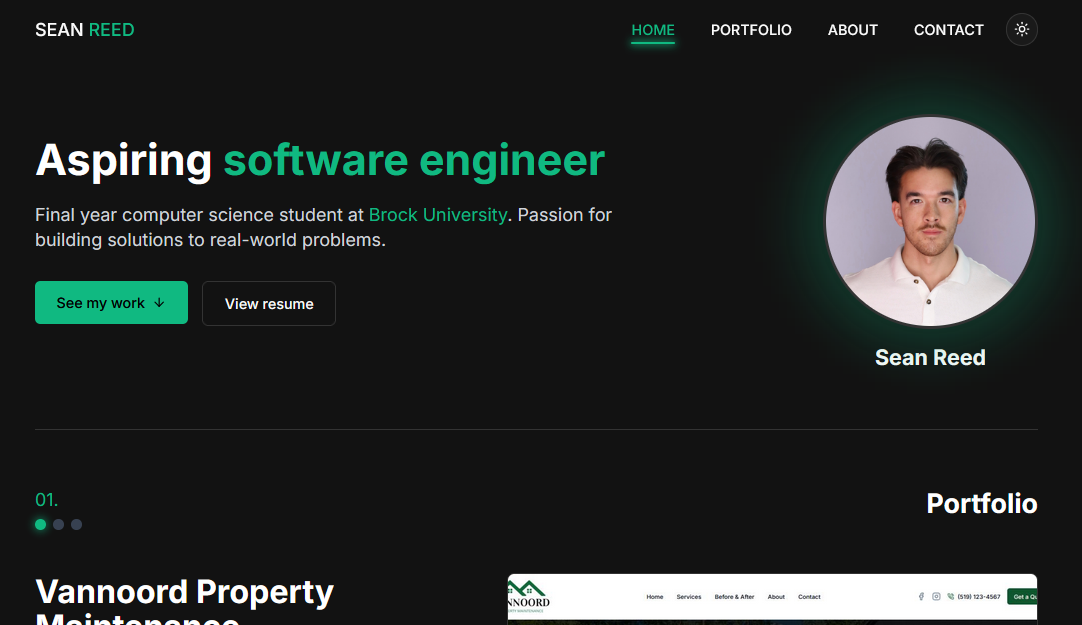 SEAN REED
HOME PORTFOLIO ABOUT CONTACT
Aspiring software engineer
Final year computer science student at Brock University. Passion for
building solutions to real-world problems.
See my work ↓
View resume
Sean Reed
01.
Portfolio
Vannoord Property
Maintenance
NNOORD
Home Services Before & After About Contact
(519) 123-4567
Get a Qu